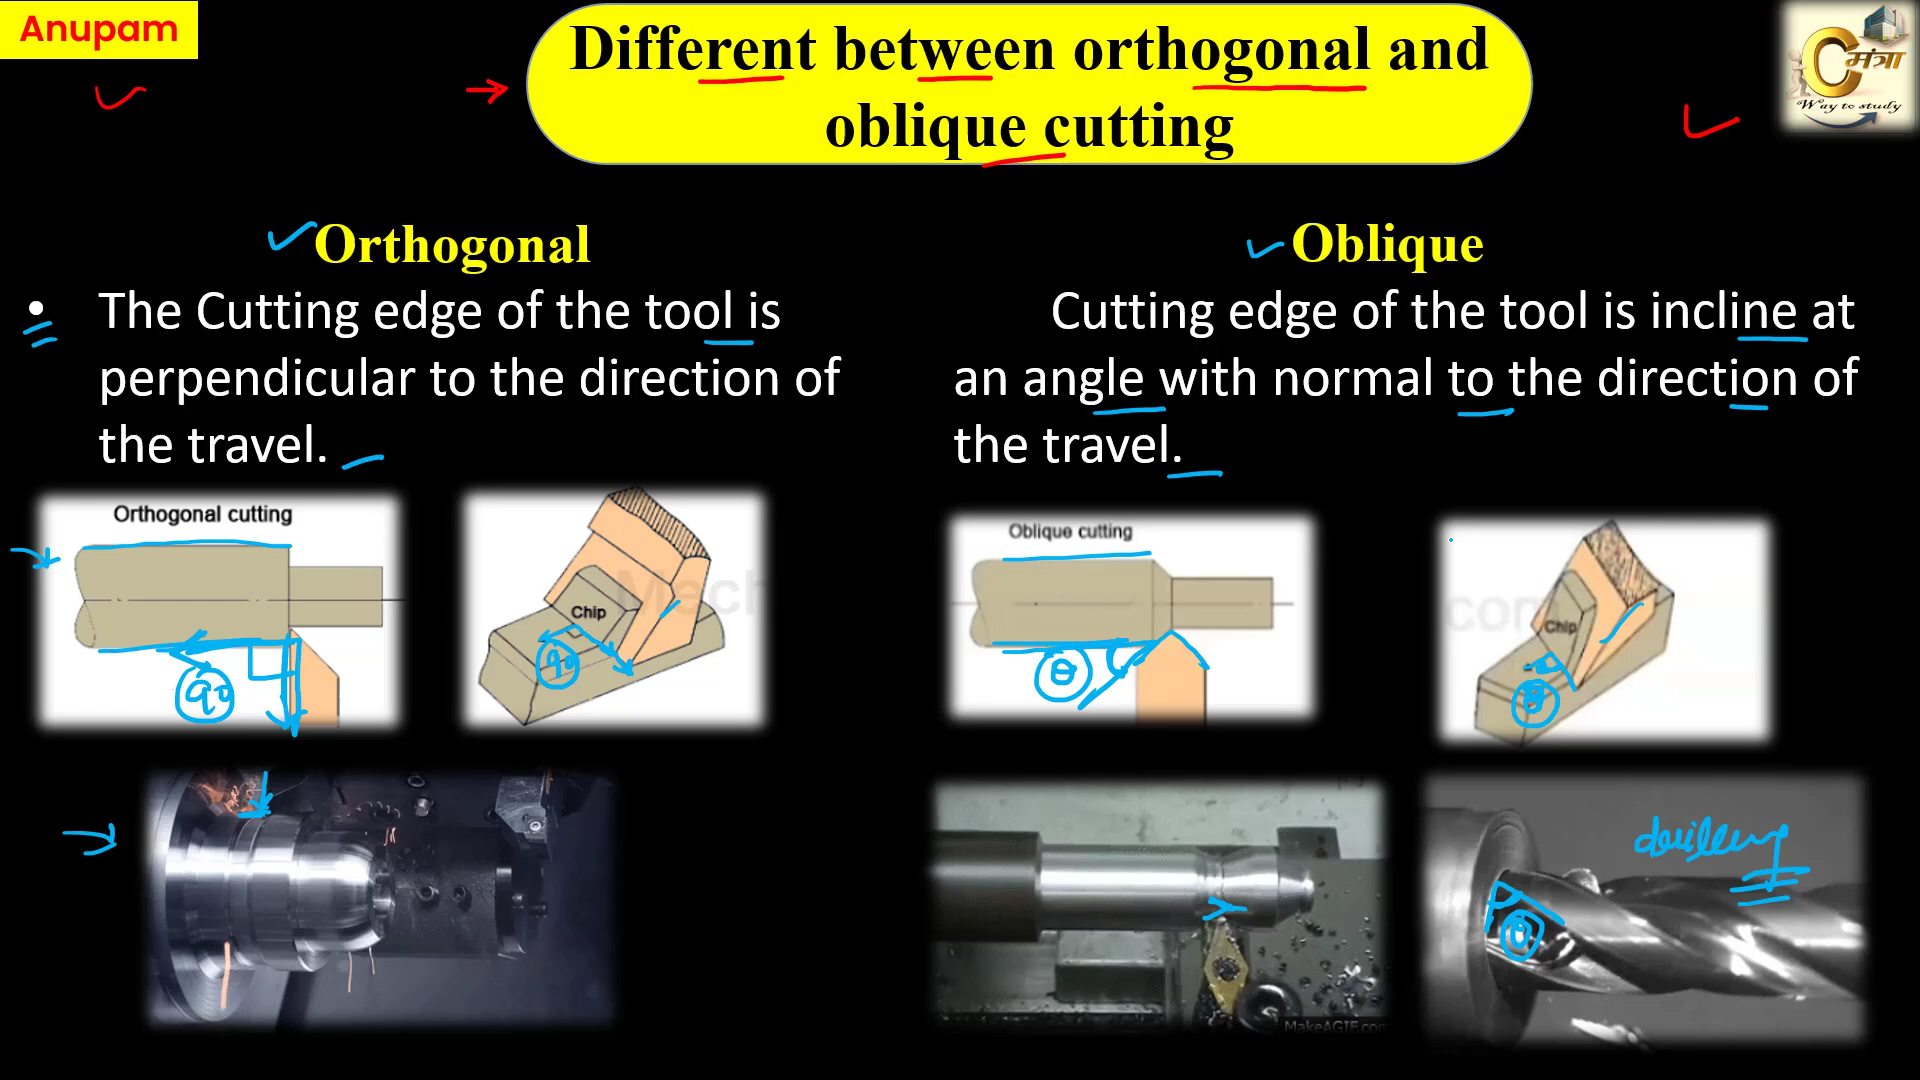 Anupam
Different between orthogonal and
oblique cutting
C मंत्रा
Way to study
Orthogonal
• The Cutting edge of the tool is
perpendicular to the direction of
the travel.
Oblique
Cutting edge of the tool is incline at
an angle with normal to the direction of
the travel.
Orthogonal cutting
90
Mech
Chip
90
Oblique cutting
θ
.com
Chip
θ
drilling
θ
MakeAGIF.com